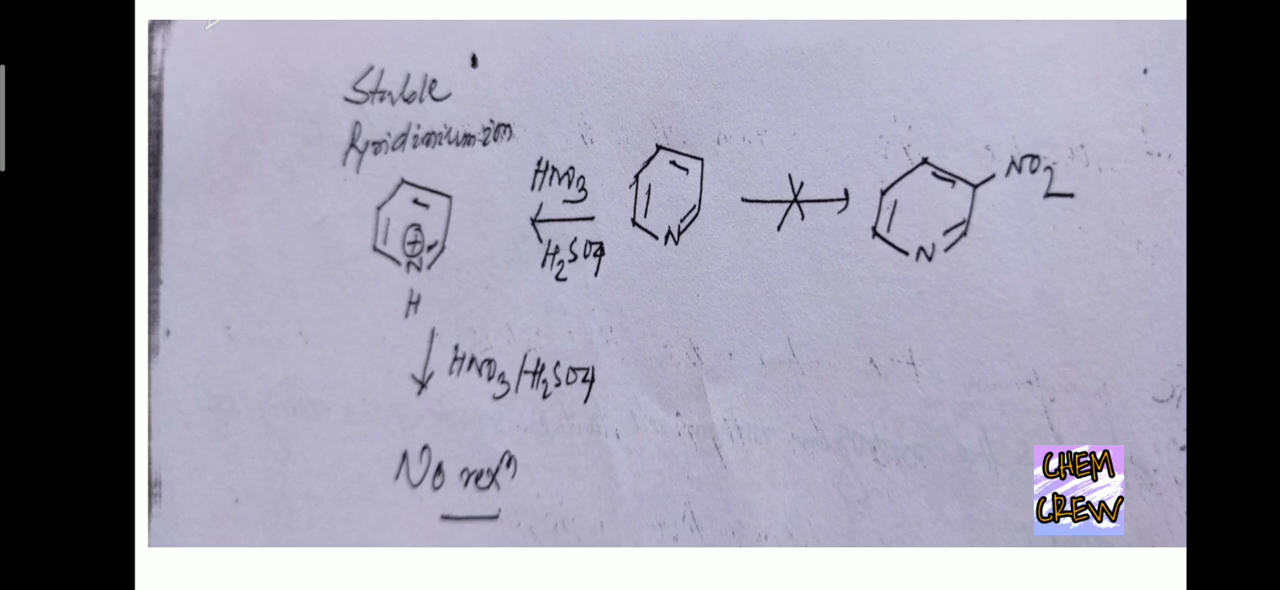 Stable
Pyridinium ion
HNO3
H2SO4
N
H
N
NO2
N
HNO3/H2SO4
No rexn
CHEM
CREW